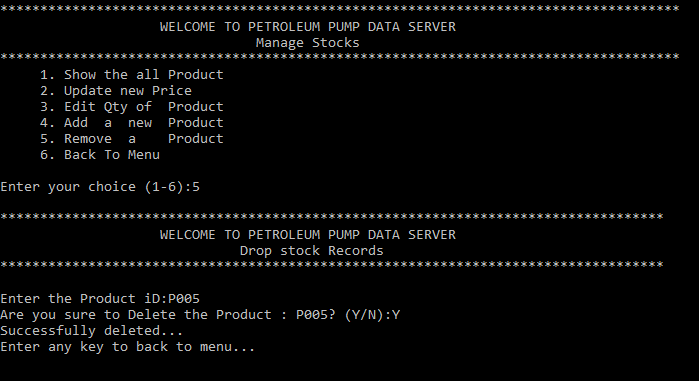 *************************************************************************************
WELCOME TO PETROLEUM PUMP DATA SERVER
Manage Stocks
*************************************************************************************
1. Show the all Product
2. Update new Price
3. Edit Qty of  Product
4. Add  a  new  Product
5. Remove  a    Product
6. Back To Menu
Enter your choice (1-6):5
***********************************************************************************
WELCOME TO PETROLEUM PUMP DATA SERVER
Drop stock Records
***********************************************************************************
Enter the Product iD:P005
Are you sure to Delete the Product : P005? (Y/N):Y
Successfully deleted...
Enter any key to back to menu...